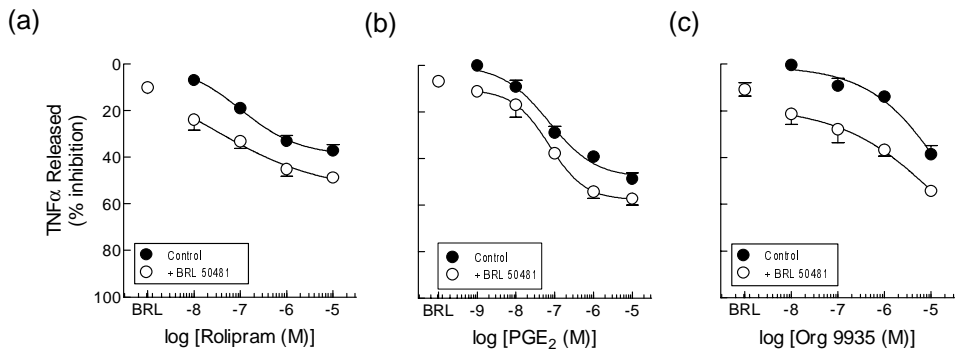 (a)
(b)
(c)
TNFα Released
(% inhibition)
0
20
40
60
80
100
Control
+ BRL 50481
Control
+ BRL 50481
Control
+ BRL 50481
BRL -8 -7 -6 -5
BRL -9 -8 -7 -6 -5
BRL -8 -7 -6 -5
log [Rolipram (M)]
log [PGE₂ (M)]
log [Org 9935 (M)]